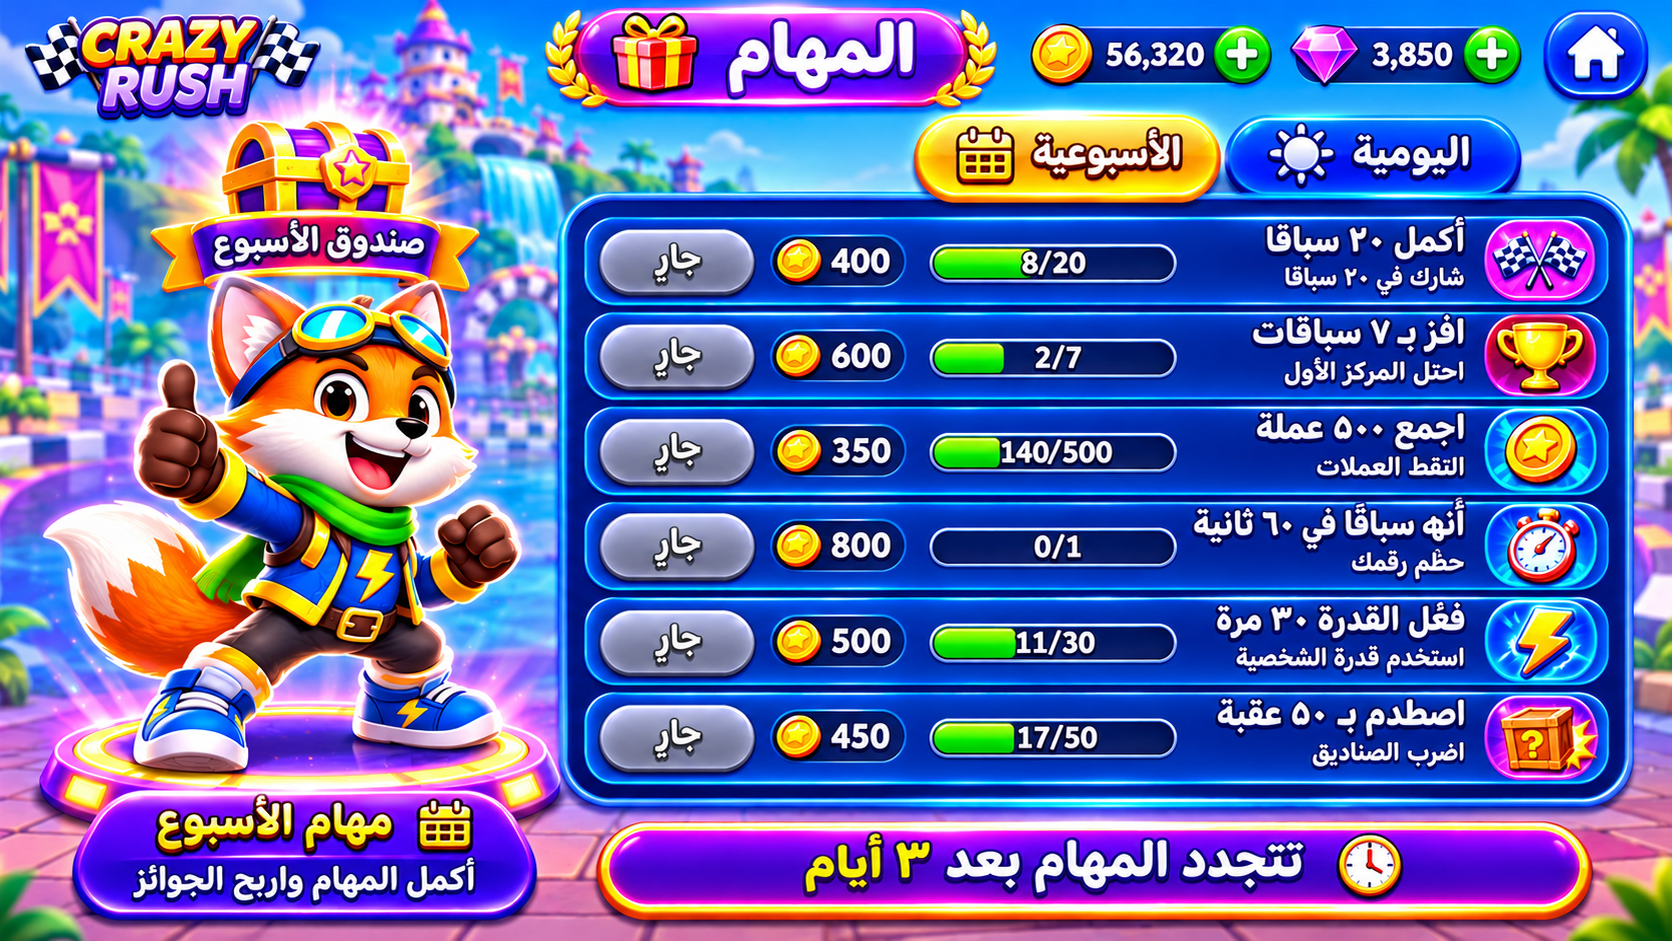 CRAZY
RUSH
المهام
56,320
3,850
اليومية
الأسبوعية
صندوق الأسبوع
أكمل ٢٠ سباقا
شارك في ٢٠ سباقا
8/20
400
جارٍ
افز بـ ٧ سباقات
احتل المركز الأول
2/7
600
جارٍ
اجمع ٥٠٠ عملة
التقط العملات
140/500
350
جارٍ
أنهِ سباقًا في ٦٠ ثانية
حظْم رقمك
0/1
800
جارٍ
فعُل القدرة ٣٠ مرة
استخدم قدرة الشخصية
11/30
500
جارٍ
اصطدم بـ ٥٠ عقبة
اضرب الصناديق
17/50
450
جارٍ
مهام الأسبوع
أكمل المهام واربح الجوائز
تتجدد المهام بعد ٣ أيام
?